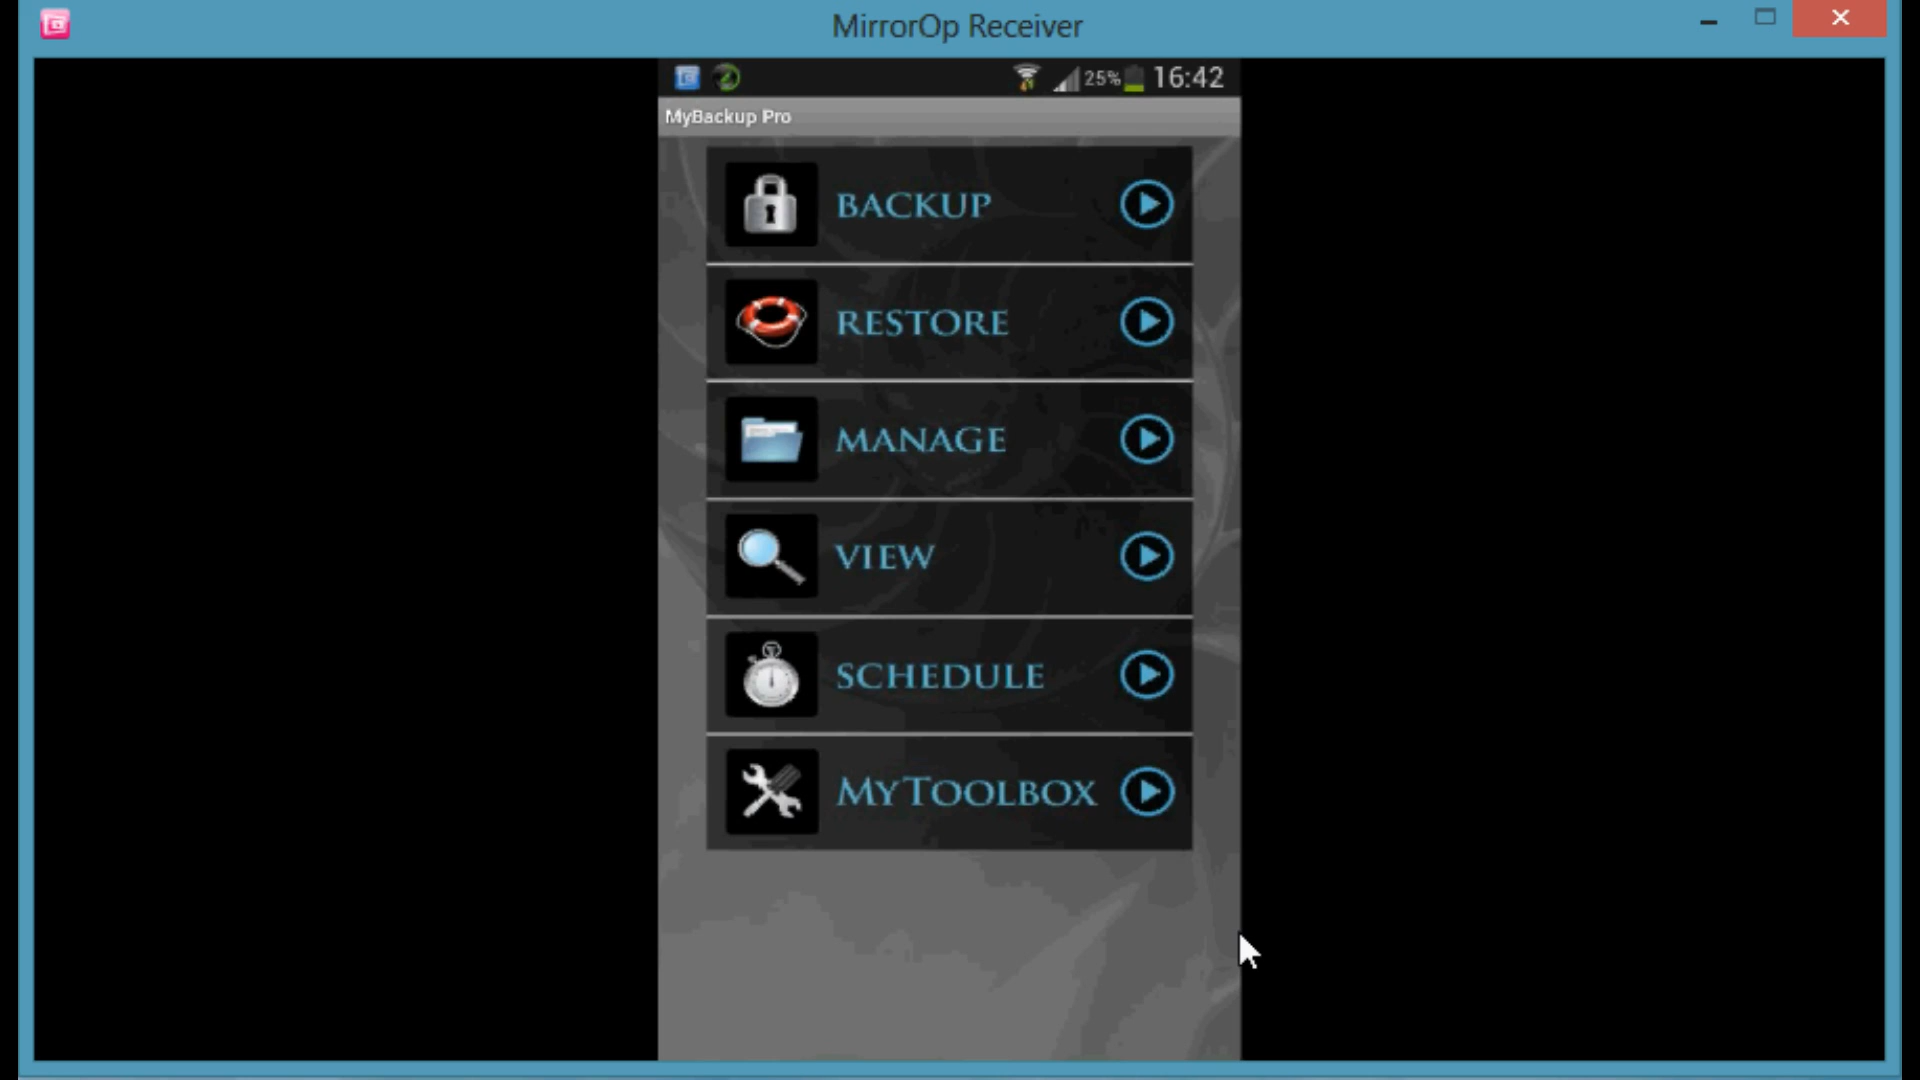 MirrorOp Receiver
25% 16:42
MyBackup Pro
BACKUP
RESTORE
MANAGE
VIEW
SCHEDULE
MYTOOLBOX